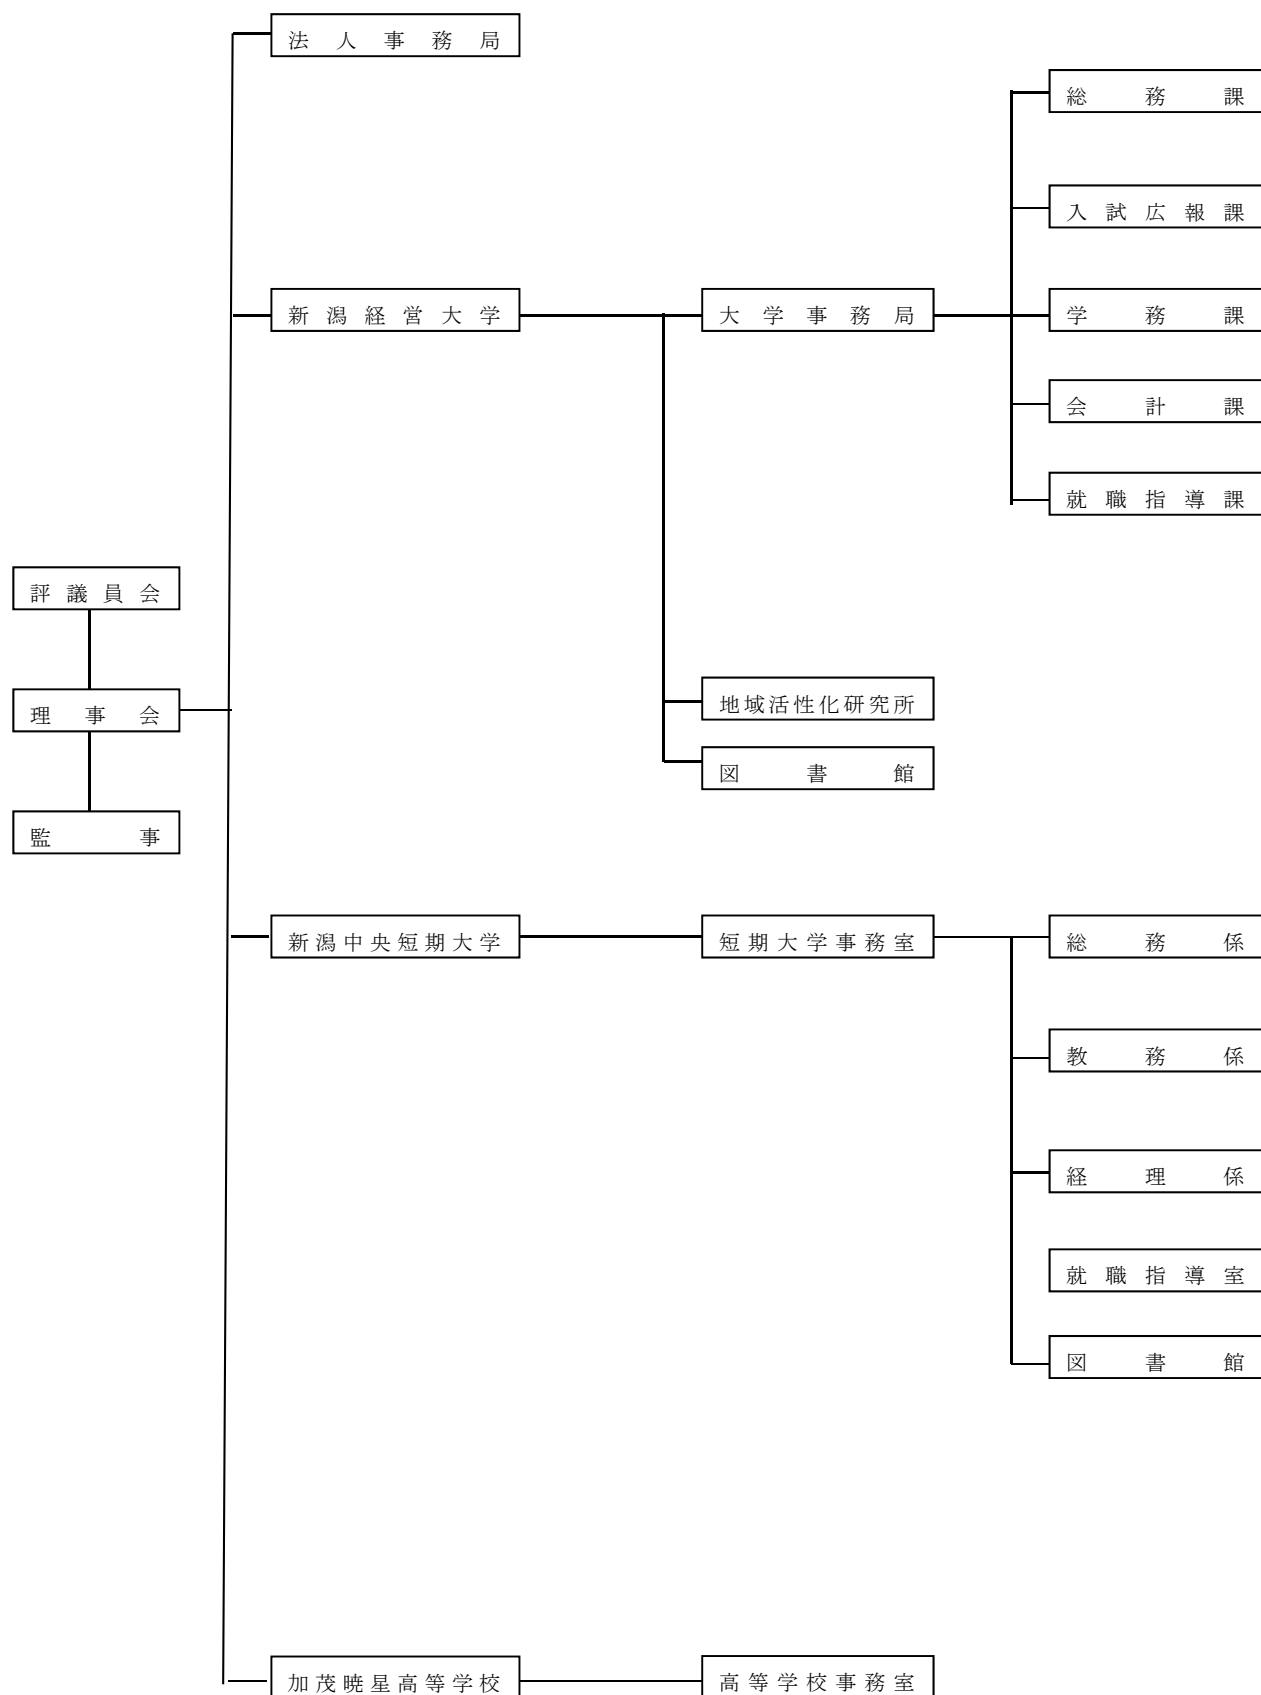 法人事務局
総務課
入試広報課
新潟経営大学
大学事務局
学務課
会計課
就職指導課
評議員会
理事会
監事
地域活性化研究所
図書館
新潟中央短期大学
短期大学事務室
総務係
教務係
経理係
就職指導室
図書館
加茂暁星高等学校
高等学校事務室